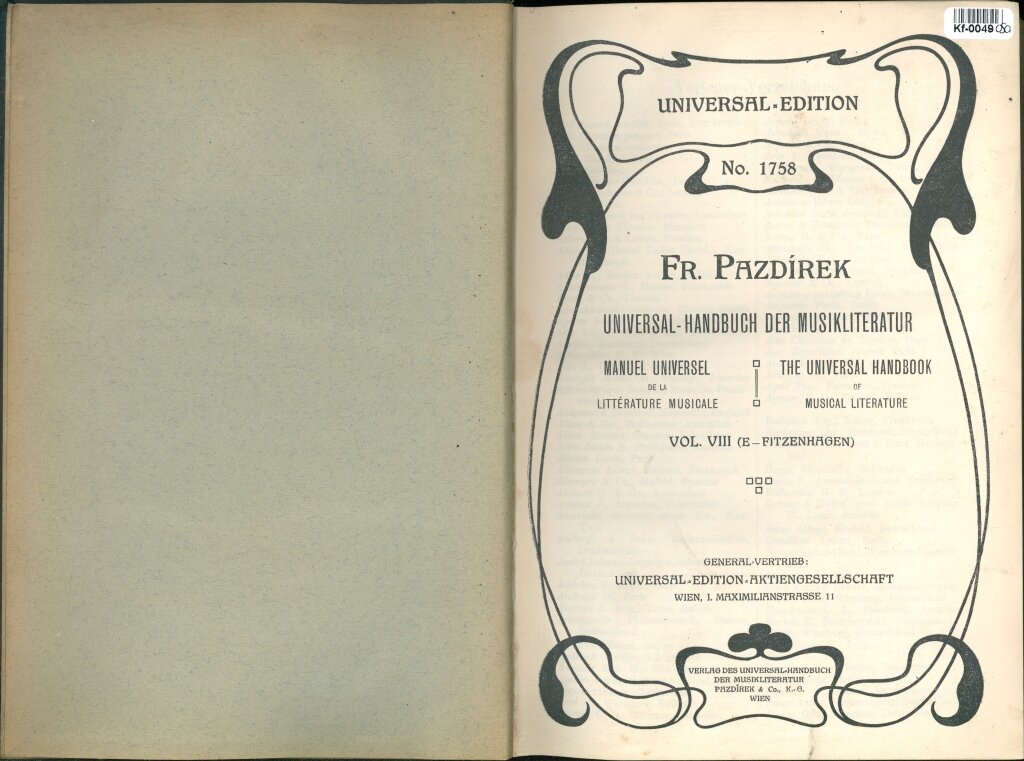 Kf-0049
UNIVERSAL-EDITION
No. 1758
FR. PAZDÍREK
UNIVERSAL-HANDBUCH DER MUSIKLITERATUR
MANUEL UNIVERSEL
DE LA
LITTÉRATURE MUSICALE
THE UNIVERSAL HANDBOOK
OF
MUSICAL LITERATURE
VOL. VIII (E–FITZENHAGEN)
GENERAL-VERTRIEB:
UNIVERSAL-EDITION-AKTIENGESELLSCHAFT
WIEN, I. MAXIMILIANSTRASSE 11
VERLAG DES UNIVERSAL-HANDBUCH
DER MUSIKLITERATUR
PAZDÍREK & Co., K.-G.
WIEN